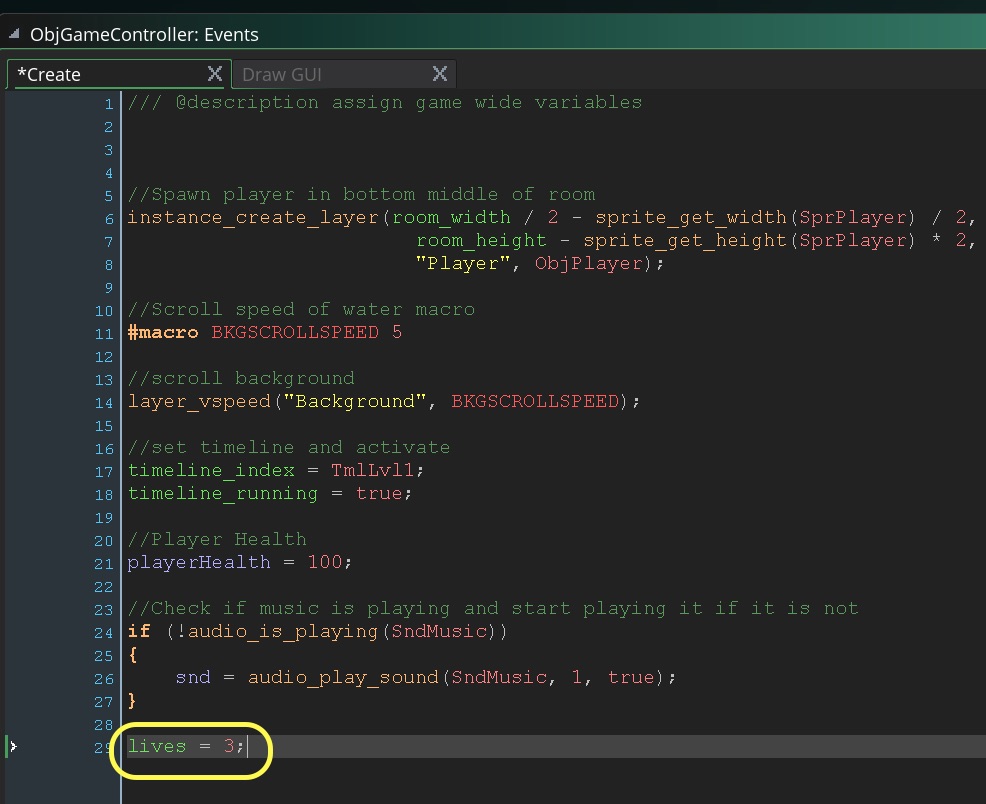 ObjGameController: Events
*Create X Draw GUI X
1 /// @description assign game wide variables
2
3
4
5 //Spawn player in bottom middle of room
6 instance_create_layer(room_width / 2 - sprite_get_width(SprPlayer) / 2,
7 room_height - sprite_get_height(SprPlayer) * 2,
8 "Player", ObjPlayer);
9
10 //Scroll speed of water macro
11 #macro BKGSCROLLSPEED 5
12
13 //scroll background
14 layer_vspeed("Background", BKGSCROLLSPEED);
15
16 //set timeline and activate
17 timeline_index = TmlLvl1;
18 timeline_running = true;
19
20 //Player Health
21 playerHealth = 100;
22
23 //Check if music is playing and start playing it if it is not
24 if (!audio_is_playing(SndMusic))
25 {
26 snd = audio_play_sound(SndMusic, 1, true);
27 }
28
29 lives = 3;